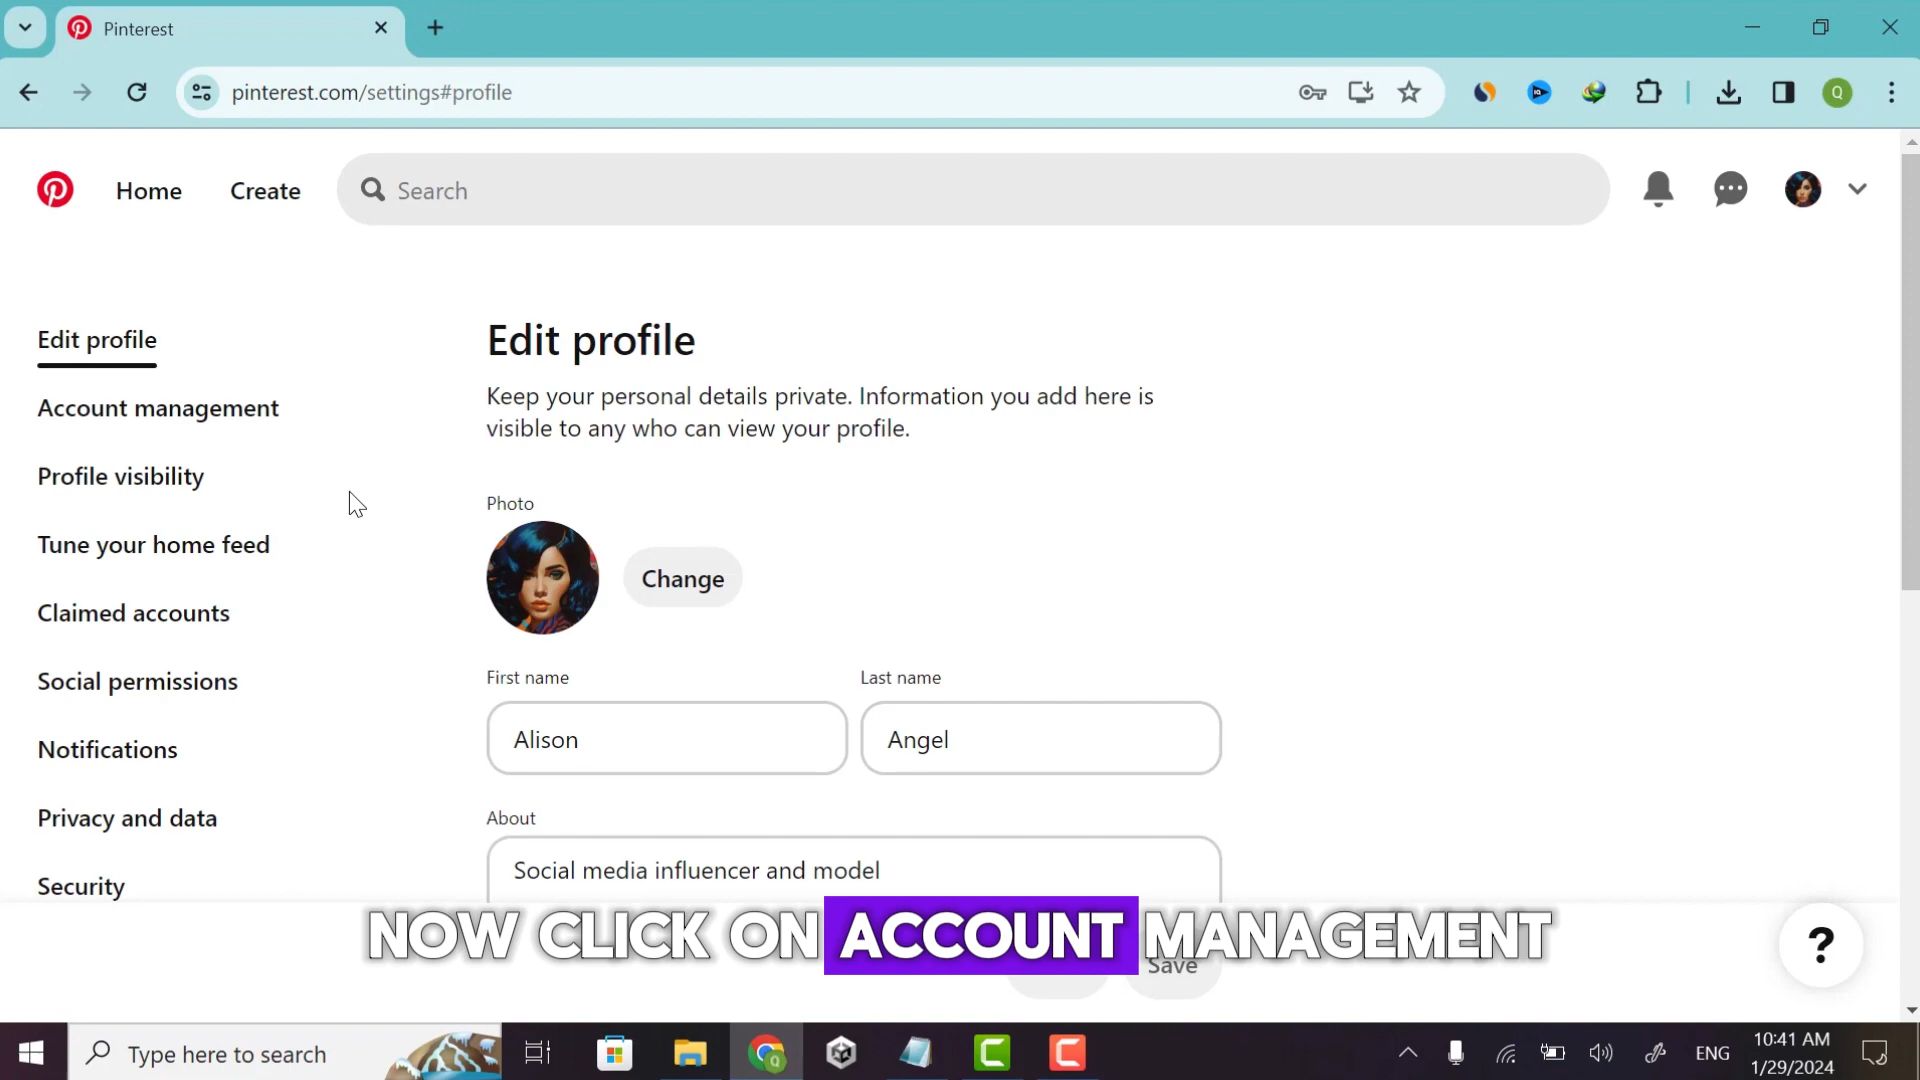 Pinterest
pinterest.com/settings#profile
Q
Home
Create
Search
Edit profile
Account management
Profile visibility
Tune your home feed
Claimed accounts
Social permissions
Notifications
Privacy and data
Security
Edit profile
Keep your personal details private. Information you add here is
visible to any who can view your profile.
Photo
Change
First name
Last name
Alison
Angel
About
Social media influencer and model
NOW CLICK ON ACCOUNT MANAGEMENT
Save
?
Type here to search
ENG
10:41 AM
1/29/2024